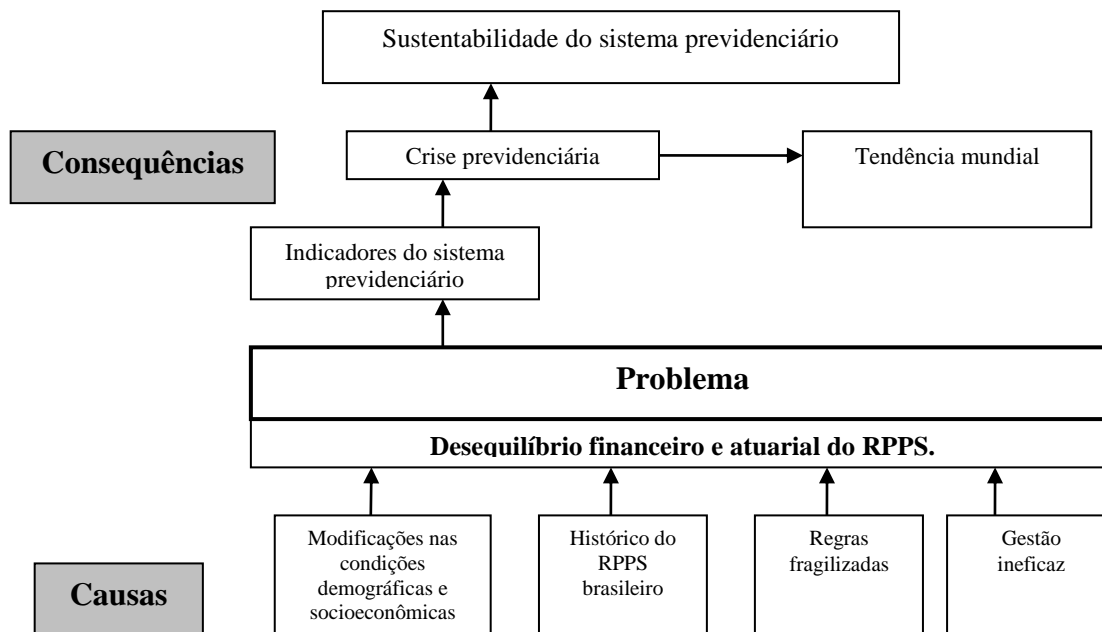 Sustentabilidade do sistema previdenciário
Consequências
Crise previdenciária
Tendência mundial
Indicadores do sistema
previdenciário
Problema
Desequilíbrio financeiro e atuarial do RPPS.
Modificações nas
condições
demográficas e
socioeconômicas
Histórico do
RPPS
brasileiro
Regras
fragilizadas
Gestão
ineficaz
Causas